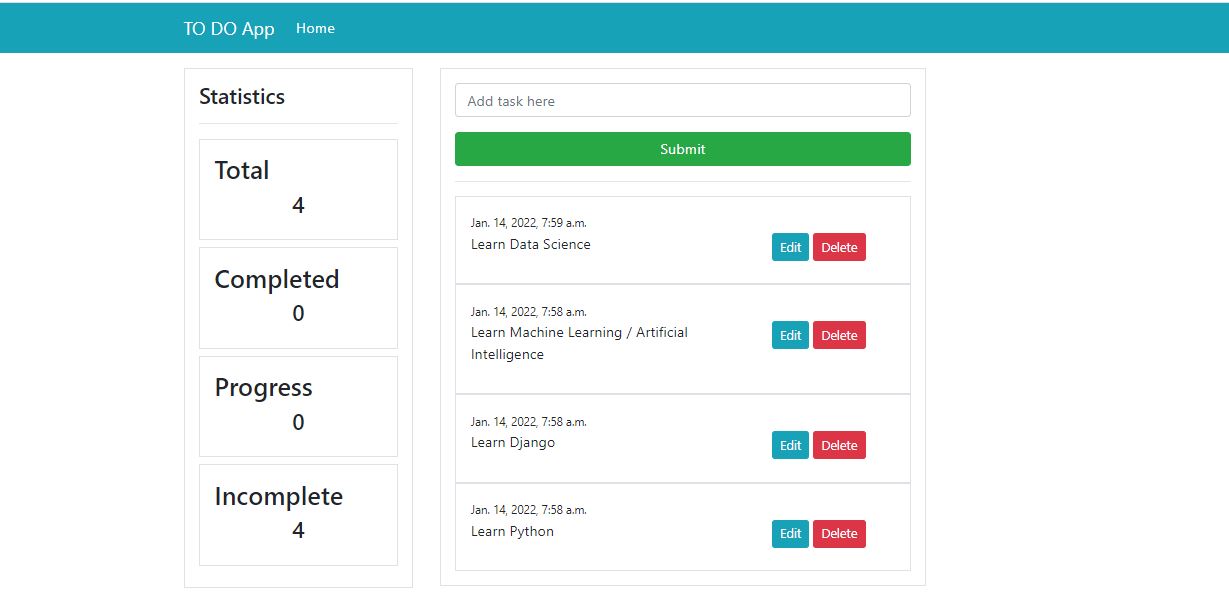 TO DO App Home
Statistics
Total
4
Completed
0
Progress
0
Incomplete
4
Add task here
Submit
Jan. 14, 2022, 7:59 a.m.
Learn Data Science
Edit Delete
Jan. 14, 2022, 7:58 a.m.
Learn Machine Learning / Artificial
Intelligence
Edit Delete
Jan. 14, 2022, 7:58 a.m.
Learn Django
Edit Delete
Jan. 14, 2022, 7:58 a.m.
Learn Python
Edit Delete